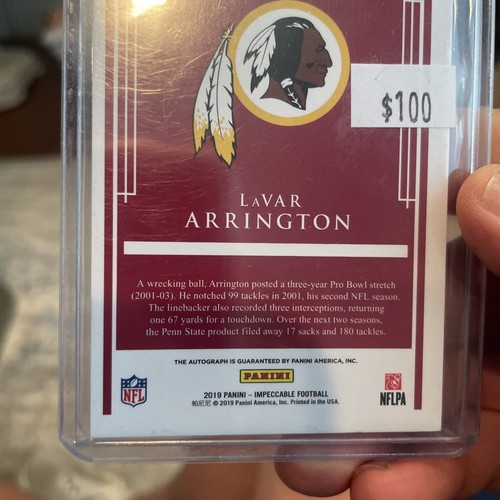 $100
LaVAR
ARRINGTON
A wrecking ball, Arrington posted a three-year Pro Bowl stretch
(2001-03). He notched 99 tackles in 2001, his second NFL season.
The linebacker also recorded three interceptions, returning
one 67 yards for a touchdown. Over the next two seasons,
the Penn State product filed away 17 sacks and 180 tackles.
THE AUTOGRAPH IS GUARANTEED BY PANINI AMERICA, INC.
PANINI
2019 PANINI – IMPECCABLE FOOTBALL
帕尼尼 © 2019 Panini America, Inc. Printed in the USA.
NFL
NFLPA